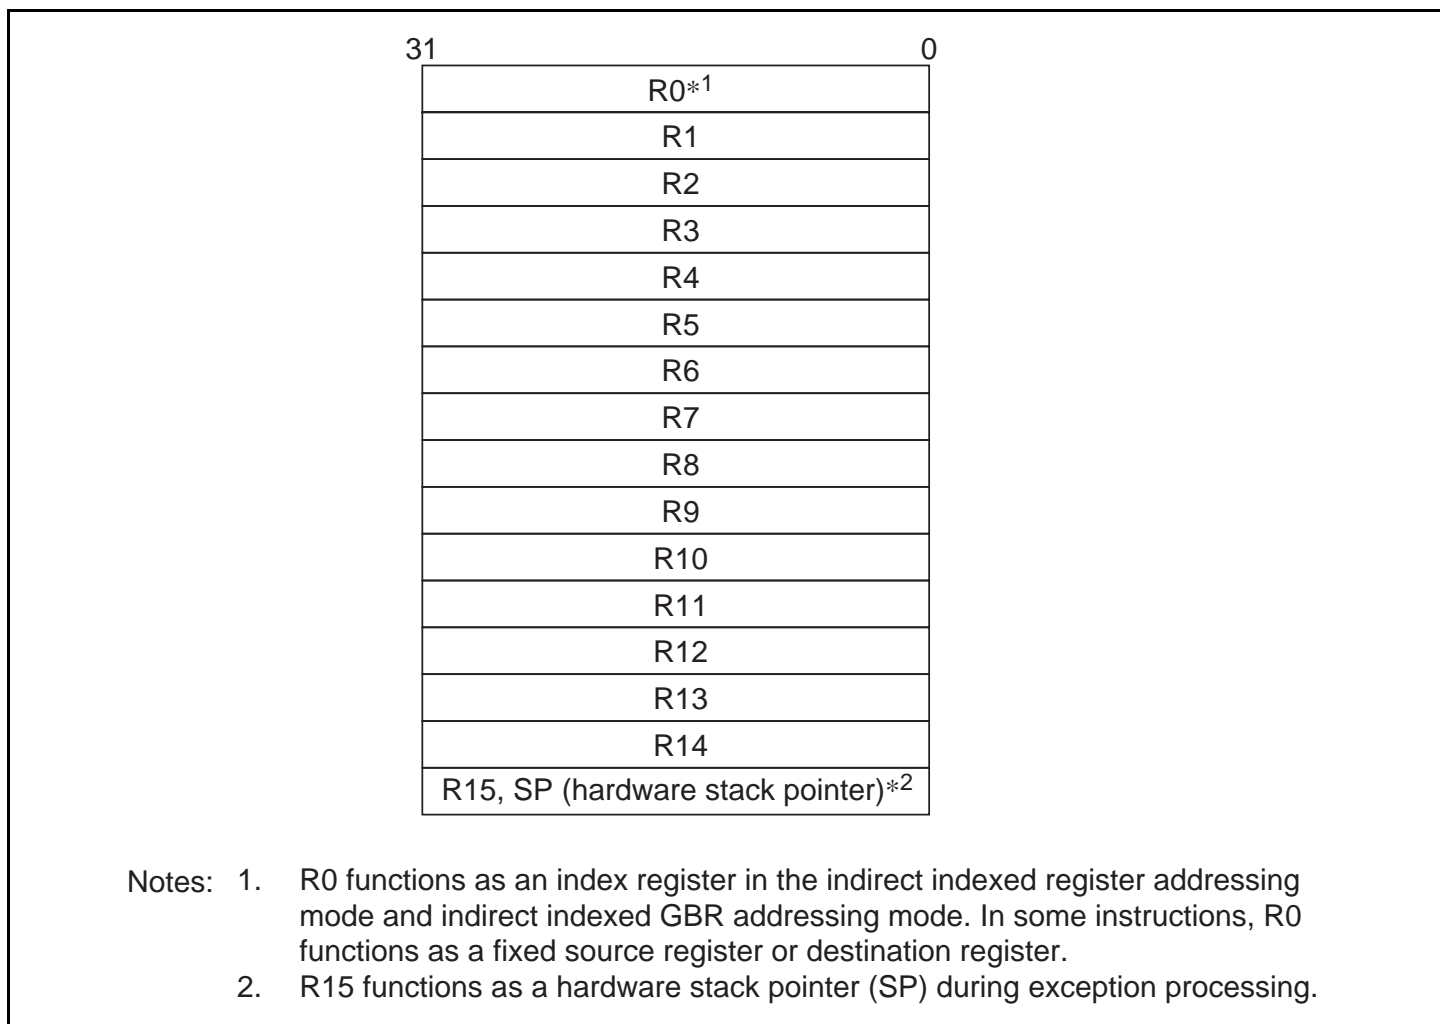 31 0
R0*1
R1
R2
R3
R4
R5
R6
R7
R8
R9
R10
R11
R12
R13
R14
R15, SP (hardware stack pointer)*2
Notes: 1. R0 functions as an index register in the indirect indexed register addressing
mode and indirect indexed GBR addressing mode. In some instructions, R0
functions as a fixed source register or destination register.
2. R15 functions as a hardware stack pointer (SP) during exception processing.